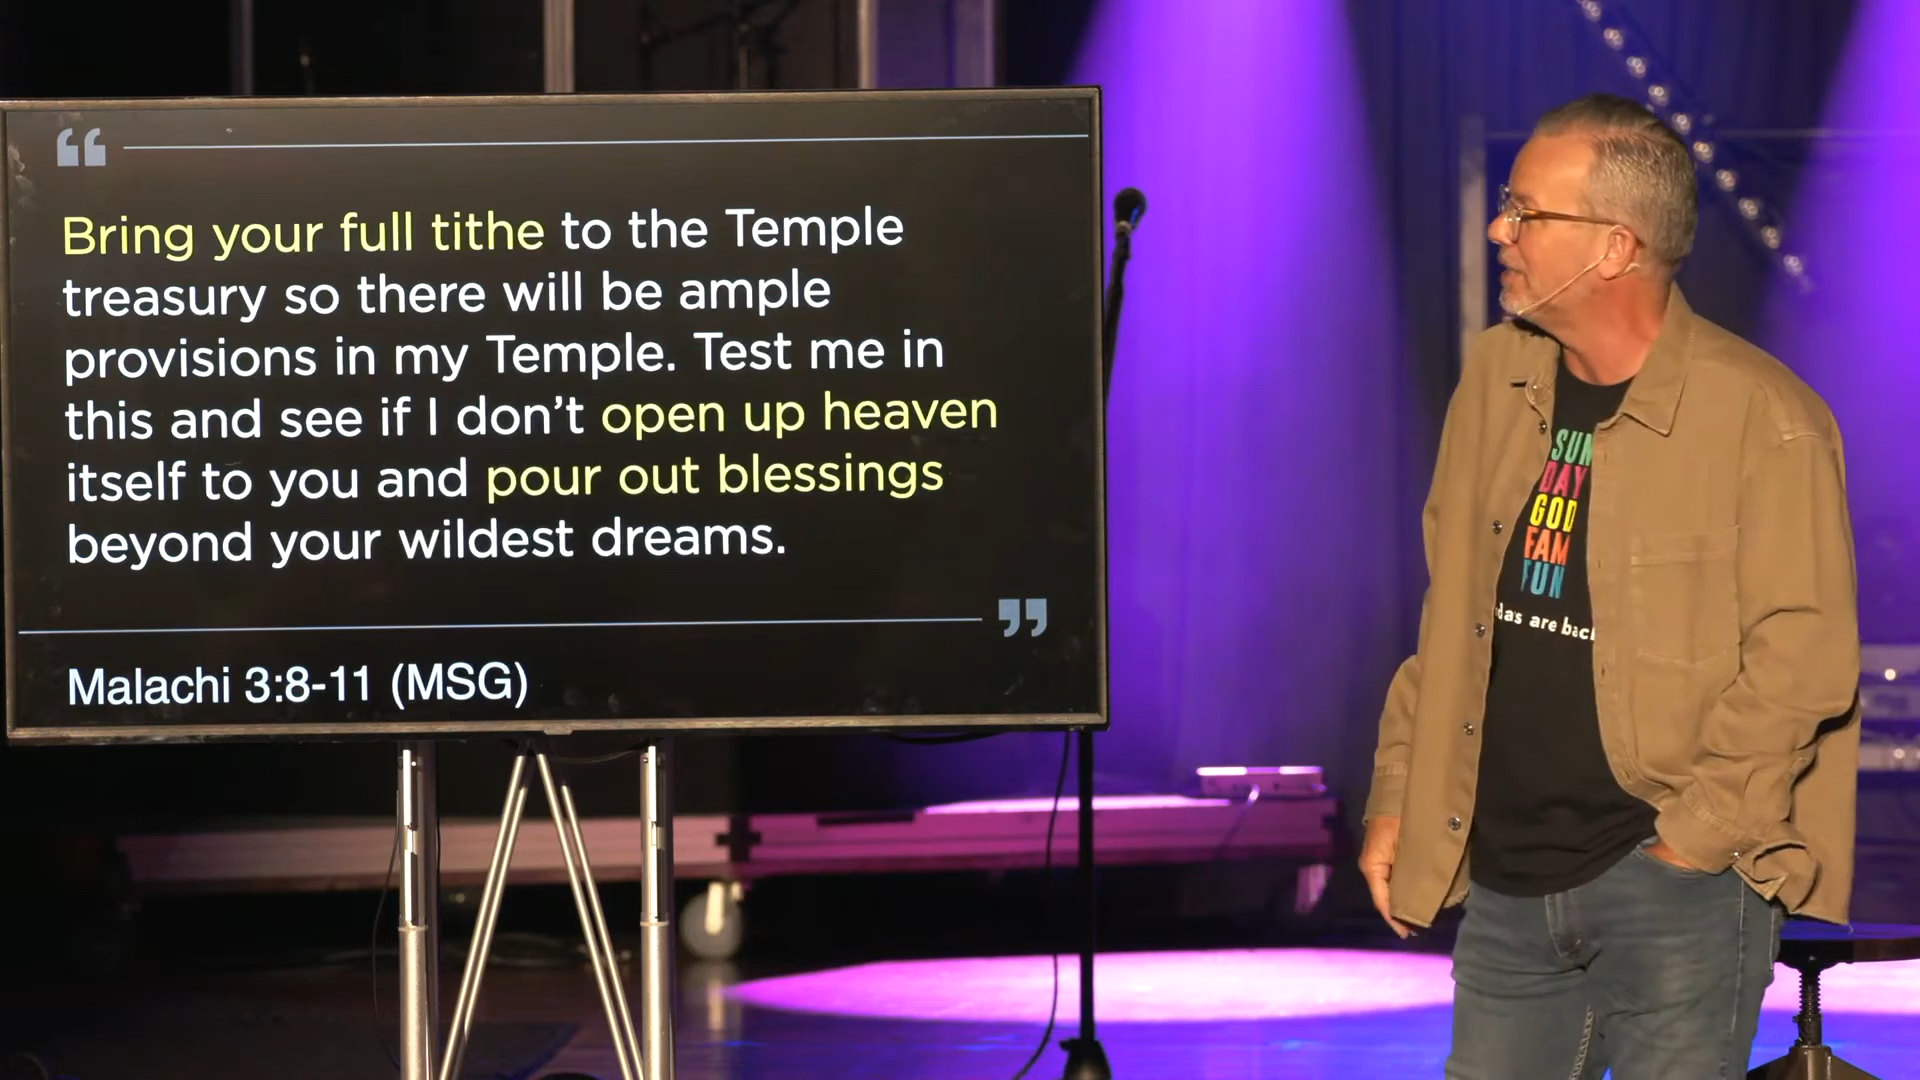 “
Bring your full tithe to the Temple
treasury so there will be ample
provisions in my Temple. Test me in
this and see if I don’t open up heaven
itself to you and pour out blessings
beyond your wildest dreams.
”
Malachi 3:8-11 (MSG)
SUN
DAY
GOD
FAM
FUN
are